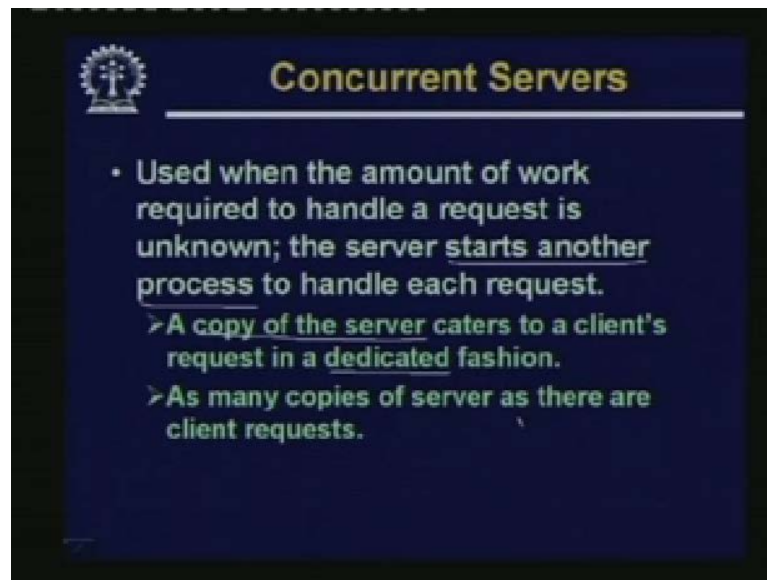 Concurrent Servers
• Used when the amount of work
required to handle a request is
unknown; the server starts another
process to handle each request.
➢A copy of the server caters to a client's
request in a dedicated fashion.
➢As many copies of server as there are
client requests.